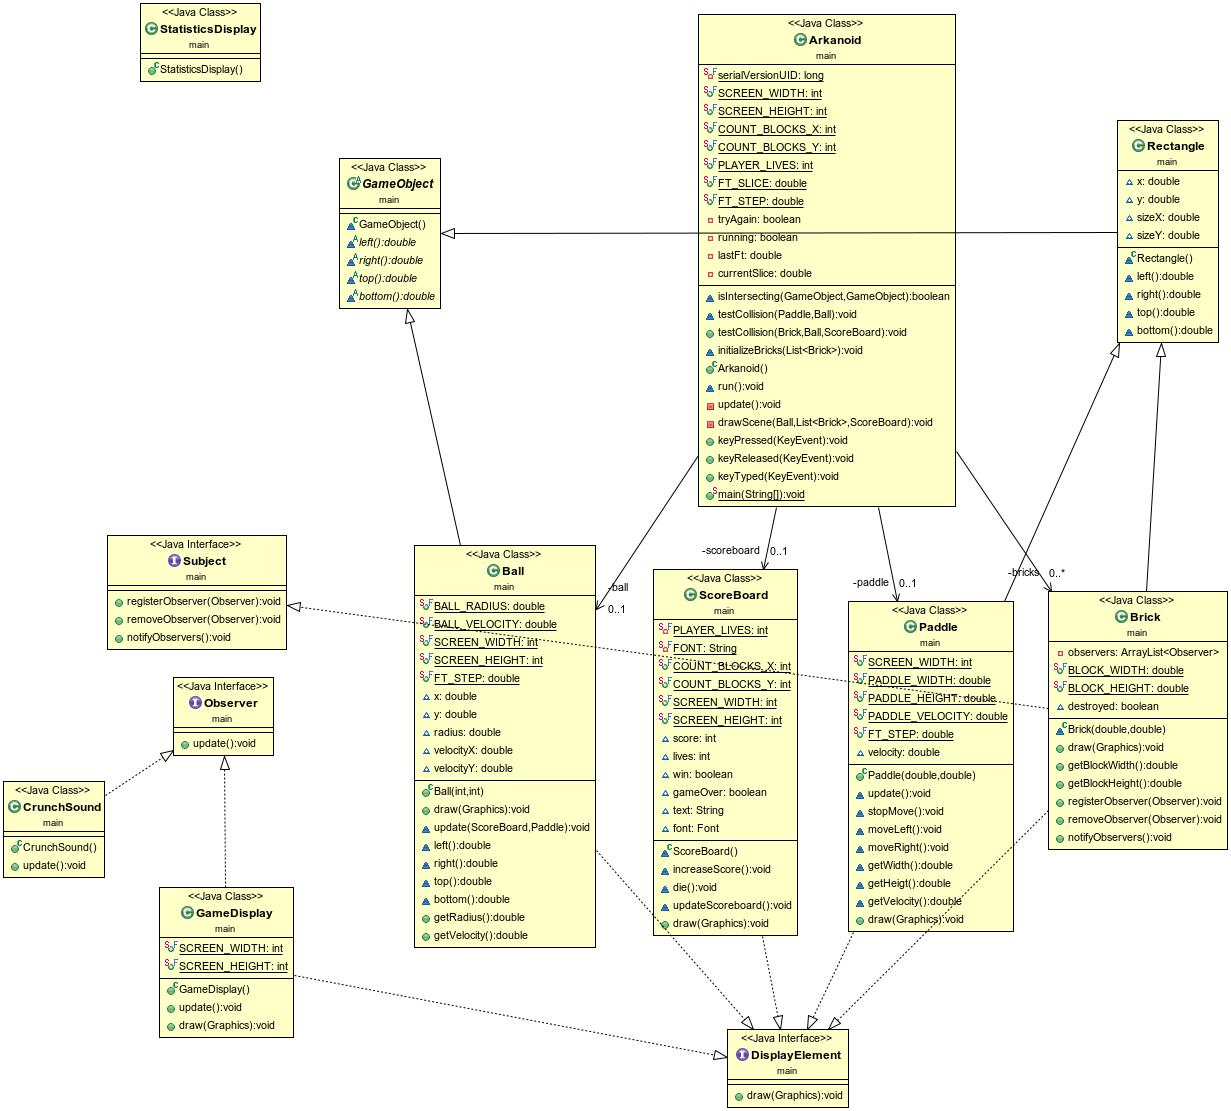 <<Java Class>>
StatisticsDisplay
main
StatisticsDisplay()
<<Java Class>>
Arkanoid
main
serialVersionUID: long
SCREEN_WIDTH: int
SCREEN_HEIGHT: int
COUNT_BLOCKS_X: int
COUNT_BLOCKS_Y: int
PLAYER_LIVES: int
FT_SLICE: double
FT_STEP: double
tryAgain: boolean
running: boolean
lastFt: double
currentSlice: double
isIntersecting(GameObject,GameObject):boolean
testCollision(Paddle,Ball):void
testCollision(Brick,Ball,ScoreBoard):void
initializeBricks(List<Brick>):void
Arkanoid()
run():void
update():void
drawScene(Ball,List<Brick>,ScoreBoard):void
keyPressed(KeyEvent):void
keyReleased(KeyEvent):void
keyTyped(KeyEvent):void
main(String[]):void
<<Java Class>>
Rectangle
main
x: double
y: double
sizeX: double
sizeY: double
Rectangle()
left():double
right():double
top():double
bottom():double
<<Java Class>>
GameObject
main
GameObject()
left():double
right():double
top():double
bottom():double
<<Java Interface>>
Subject
main
registerObserver(Observer):void
removeObserver(Observer):void
notifyObservers():void
<<Java Class>>
Ball
main
BALL_RADIUS: double
BALL_VELOCITY: double
SCREEN_WIDTH: int
SCREEN_HEIGHT: int
FT_STEP: double
x: double
y: double
radius: double
velocityX: double
velocityY: double
Ball(int,int)
draw(Graphics):void
update(ScoreBoard,Paddle):void
left():double
right():double
top():double
bottom():double
getRadius():double
getVelocity():double
-ball
0..1
-scoreboard
0..1
-paddle
0..1
-bricks
0..*
<<Java Class>>
ScoreBoard
main
PLAYER_LIVES: int
FONT: String
COUNT_BLOCKS_X: int
COUNT_BLOCKS_Y: int
SCREEN_WIDTH: int
SCREEN_HEIGHT: int
score: int
lives: int
win: boolean
gameOver: boolean
text: String
font: Font
ScoreBoard()
increaseScore():void
die():void
updateScoreboard():void
draw(Graphics):void
<<Java Class>>
Paddle
main
SCREEN_WIDTH: int
PADDLE_WIDTH: double
PADDLE_HEIGHT: double
PADDLE_VELOCITY: double
FT_STEP: double
velocity: double
Paddle(double,double)
update():void
stopMove():void
moveLeft():void
moveRight():void
getWidth():double
getHeigt():double
getVelocity():double
draw(Graphics):void
<<Java Class>>
Brick
main
observers: ArrayList<Observer>
BLOCK_WIDTH: double
BLOCK_HEIGHT: double
destroyed: boolean
Brick(double,double)
draw(Graphics):void
getBlockWidth():double
getBlockHeight():double
registerObserver(Observer):void
removeObserver(Observer):void
notifyObservers():void
<<Java Interface>>
Observer
main
update():void
<<Java Class>>
CrunchSound
main
CrunchSound()
update():void
<<Java Class>>
GameDisplay
main
SCREEN_WIDTH: int
SCREEN_HEIGHT: int
GameDisplay()
update():void
draw(Graphics):void
<<Java Interface>>
DisplayElement
main
draw(Graphics):void